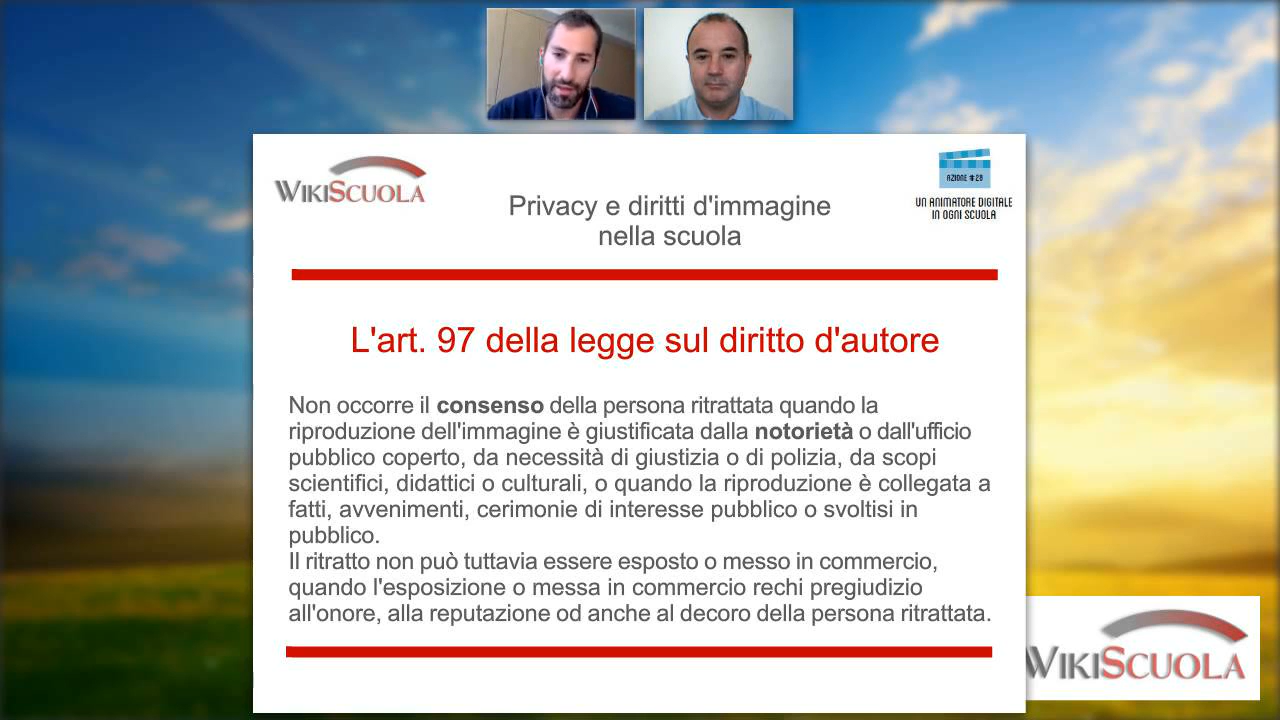 WIKISCUOLA
AZIONE #28
UN ANIMATORE DIGITALE
IN OGNI SCUOLA
Privacy e diritti d'immagine
nella scuola
L'art. 97 della legge sul diritto d'autore
Non occorre il consenso della persona ritrattata quando la
riproduzione dell'immagine è giustificata dalla notorietà o dall'ufficio
pubblico coperto, da necessità di giustizia o di polizia, da scopi
scientifici, didattici o culturali, o quando la riproduzione è collegata a
fatti, avvenimenti, cerimonie di interesse pubblico o svoltisi in
pubblico.
Il ritratto non può tuttavia essere esposto o messo in commercio,
quando l'esposizione o messa in commercio rechi pregiudizio
all'onore, alla reputazione od anche al decoro della persona ritrattata.
WIKISCUOLA